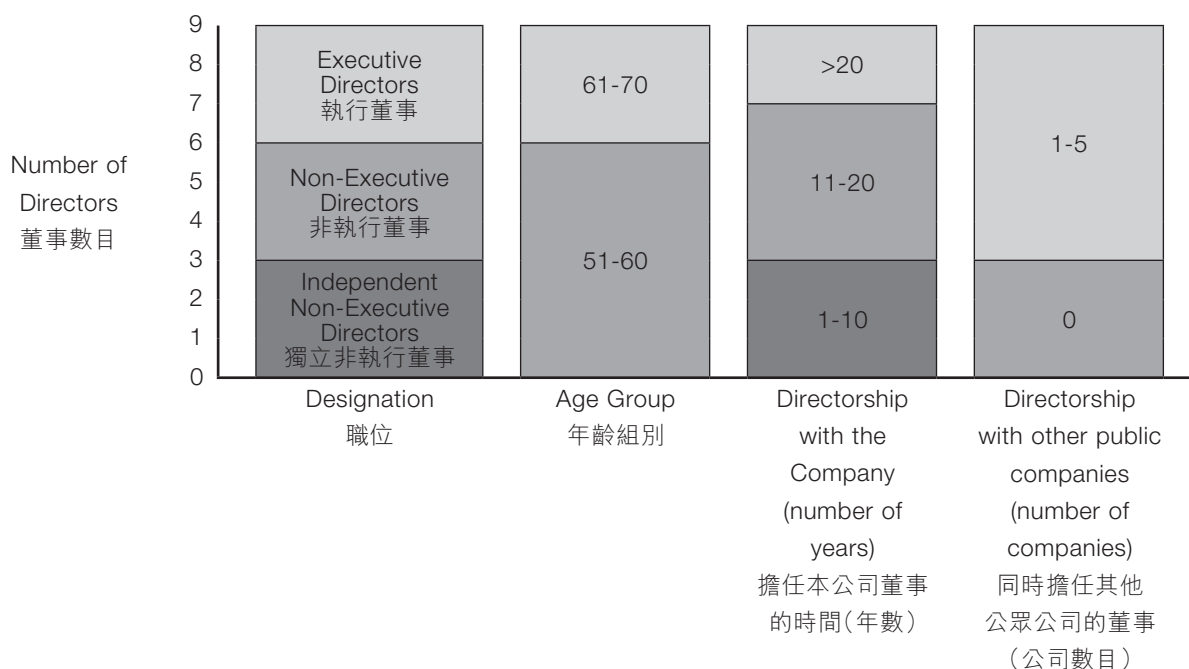 Number of
Directors
董事數目
9
8
7
6
5
4
3
2
1
0
Executive
Directors
執行董事
Non-Executive
Directors
非執行董事
Independent
Non-Executive
Directors
獨立非執行董事
61-70
51-60
>20
11-20
1-10
1-5
0
Designation
職位
Age Group
年齡組別
Directorship
with the
Company
(number of
years)
擔任本公司董事
的時間(年數)
Directorship
with other public
companies
(number of
companies)
同時擔任其他
公眾公司的董事
(公司數目)